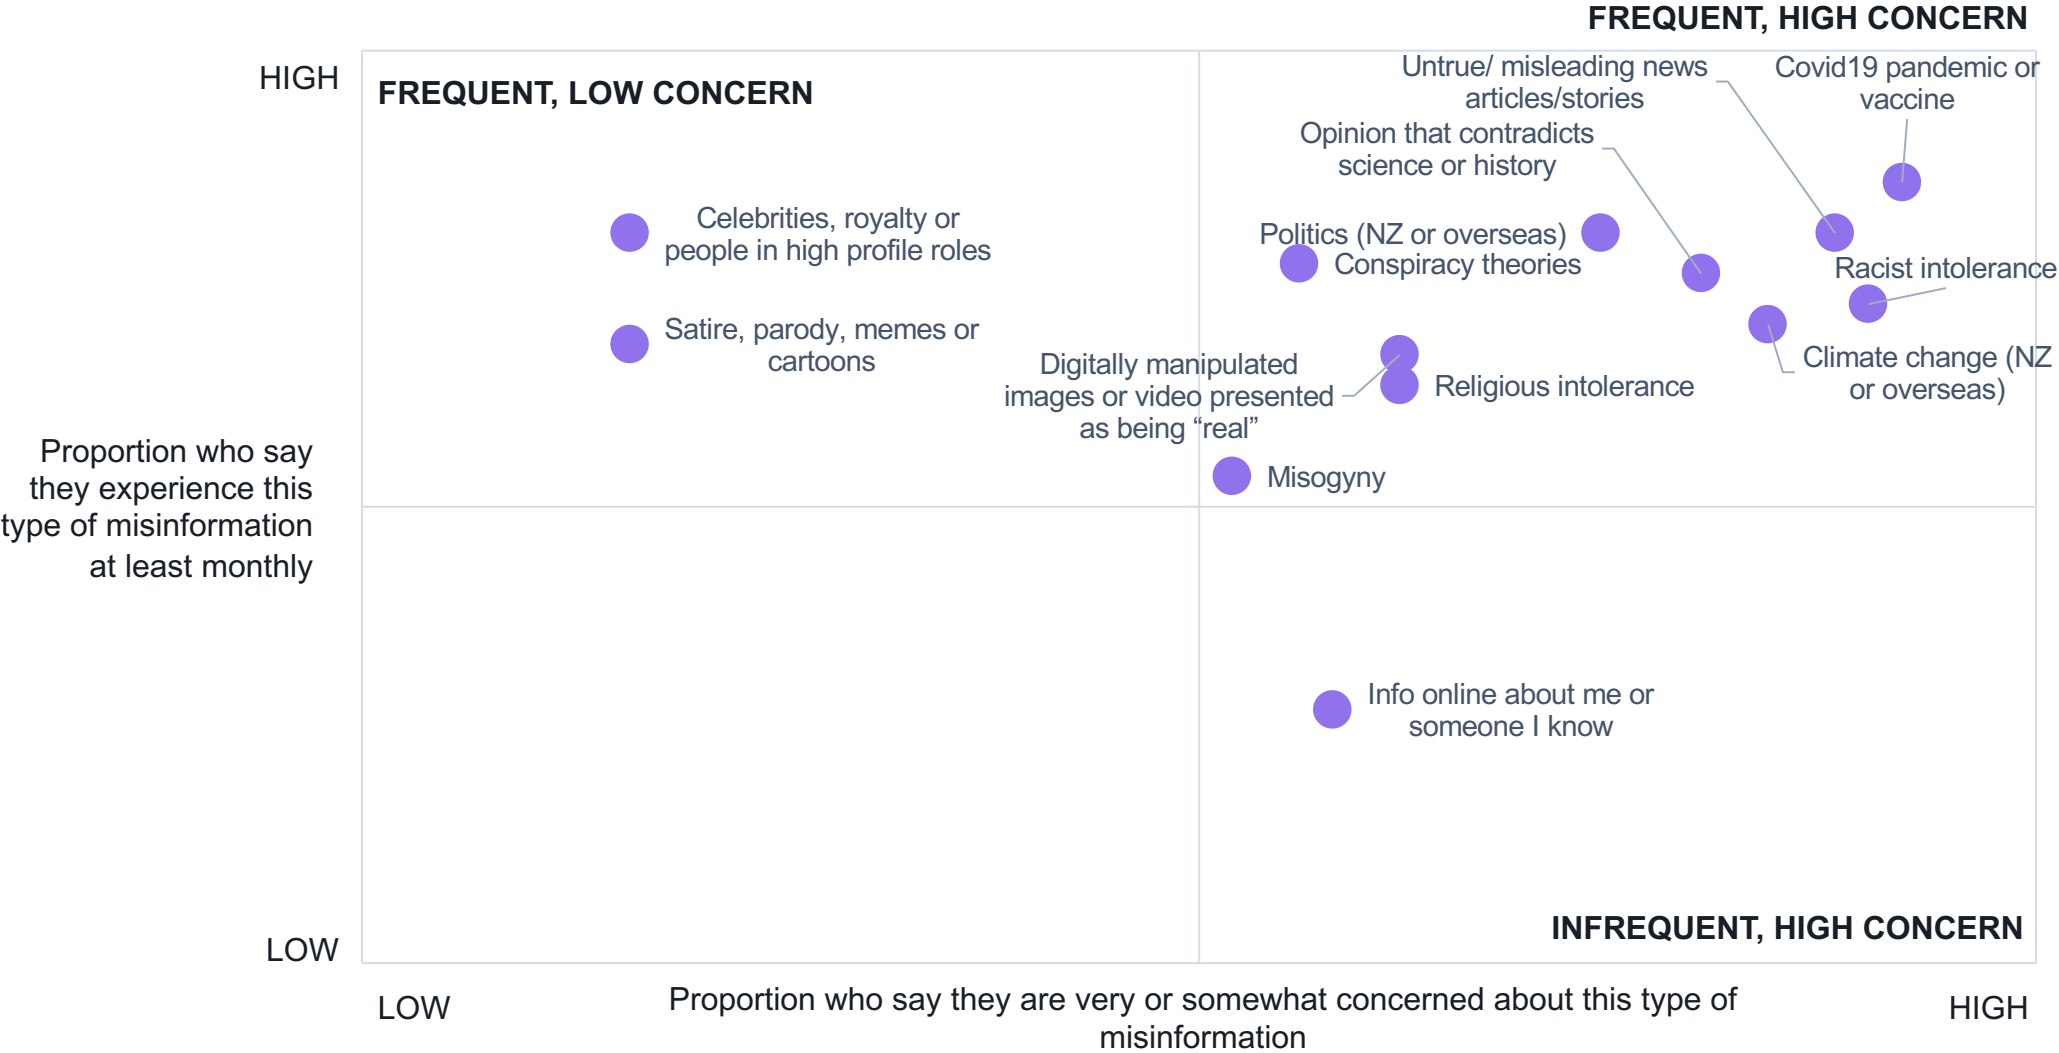 FREQUENT, HIGH CONCERN
HIGH
FREQUENT, LOW CONCERN
Untrue/ misleading news
articles/stories
Covid19 pandemic or
vaccine
Opinion that contradicts
science or history
Celebrities, royalty or
people in high profile roles
Politics (NZ or overseas)
Conspiracy theories
Racist intolerance
Satire, parody, memes or
cartoons
Digitally manipulated
images or video presented
as being “real”
Religious intolerance
Climate change (NZ
or overseas)
Misogyny
Proportion who say
they experience this
type of misinformation
at least monthly
Info online about me or
someone I know
INFREQUENT, HIGH CONCERN
LOW
LOW
Proportion who say they are very or somewhat concerned about this type of
misinformation
HIGH